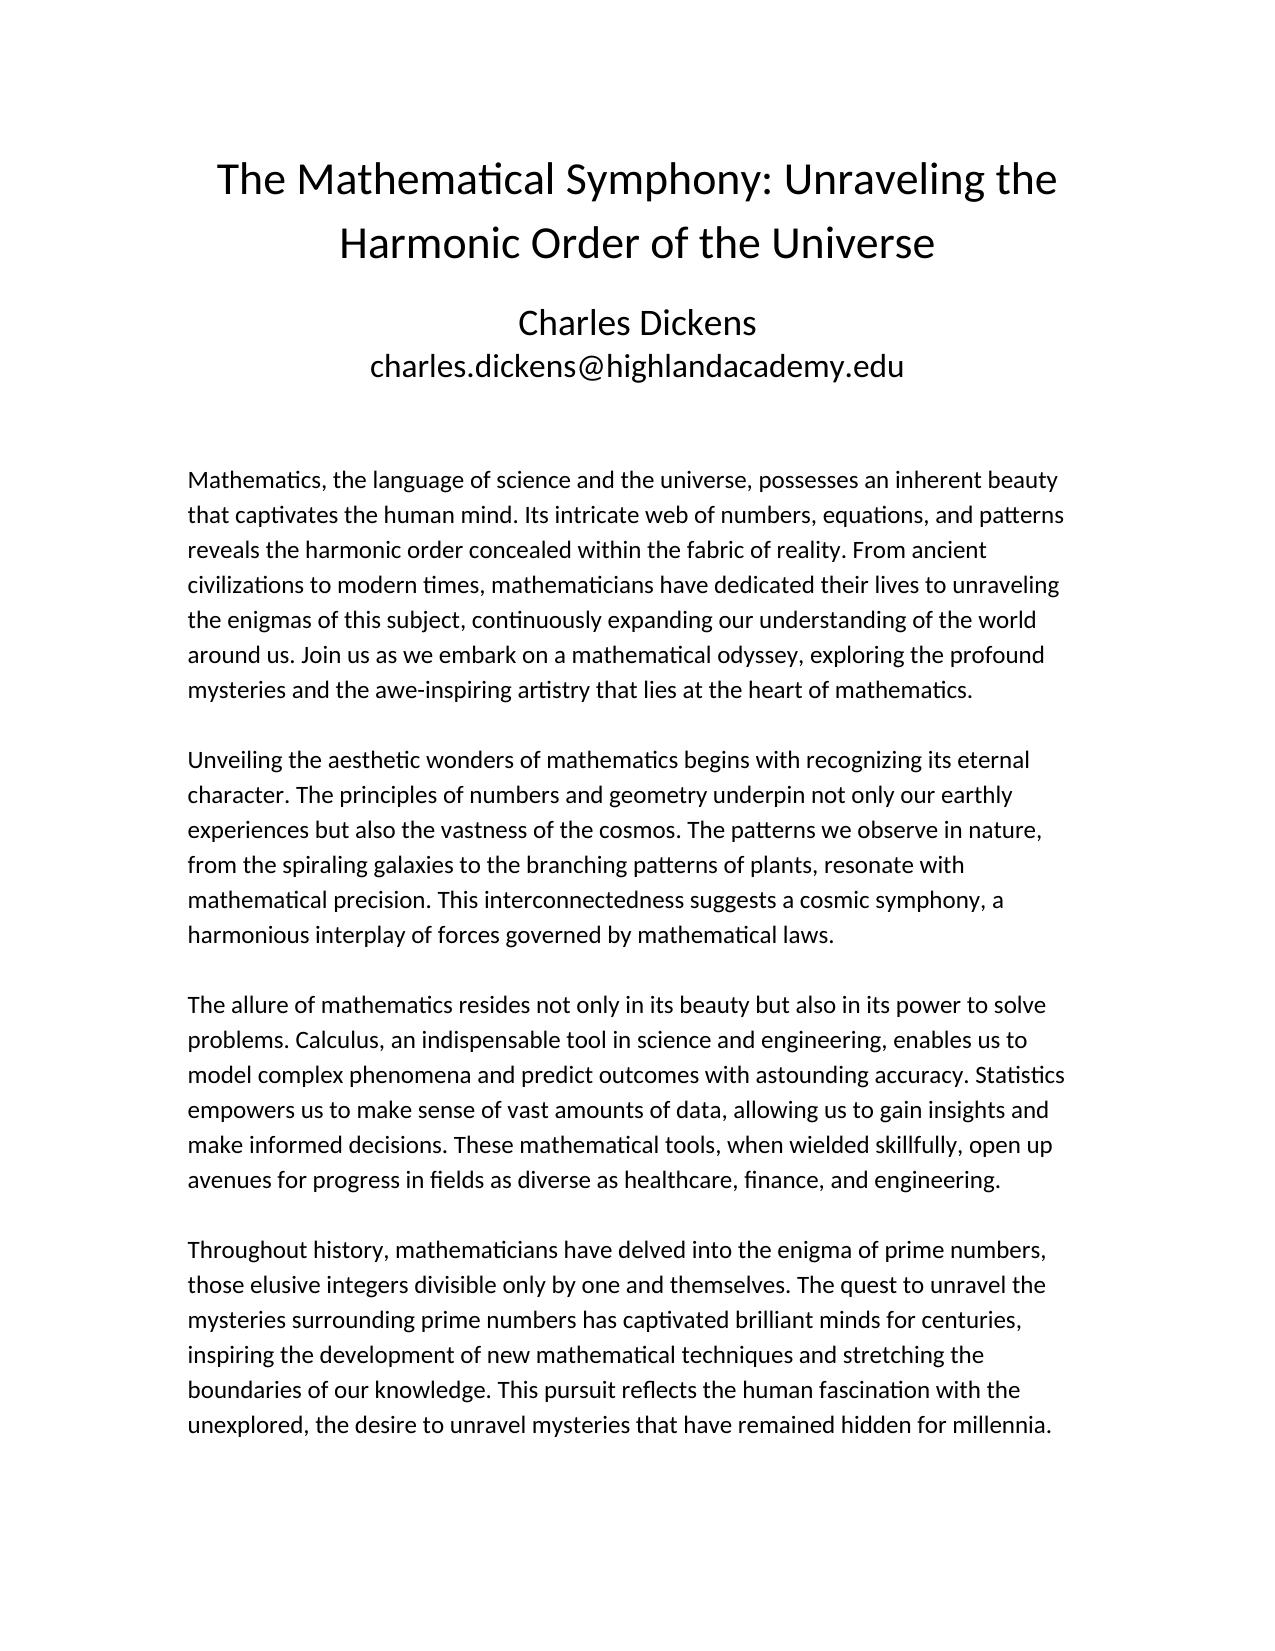 The Mathematical Symphony: Unraveling the
Harmonic Order of the Universe
Charles Dickens
charles.dickens@highlandacademy.edu
Mathematics, the language of science and the universe, possesses an inherent beauty
that captivates the human mind. Its intricate web of numbers, equations, and patterns
reveals the harmonic order concealed within the fabric of reality. From ancient
civilizations to modern times, mathematicians have dedicated their lives to unraveling
the enigmas of this subject, continuously expanding our understanding of the world
around us. Join us as we embark on a mathematical odyssey, exploring the profound
mysteries and the awe-inspiring artistry that lies at the heart of mathematics.
Unveiling the aesthetic wonders of mathematics begins with recognizing its eternal
character. The principles of numbers and geometry underpin not only our earthly
experiences but also the vastness of the cosmos. The patterns we observe in nature,
from the spiraling galaxies to the branching patterns of plants, resonate with
mathematical precision. This interconnectedness suggests a cosmic symphony, a
harmonious interplay of forces governed by mathematical laws.
The allure of mathematics resides not only in its beauty but also in its power to solve
problems. Calculus, an indispensable tool in science and engineering, enables us to
model complex phenomena and predict outcomes with astounding accuracy. Statistics
empowers us to make sense of vast amounts of data, allowing us to gain insights and
make informed decisions. These mathematical tools, when wielded skillfully, open up
avenues for progress in fields as diverse as healthcare, finance, and engineering.
Throughout history, mathematicians have delved into the enigma of prime numbers,
those elusive integers divisible only by one and themselves. The quest to unravel the
mysteries surrounding prime numbers has captivated brilliant minds for centuries,
inspiring the development of new mathematical techniques and stretching the
boundaries of our knowledge. This pursuit reflects the human fascination with the
unexplored, the desire to unravel mysteries that have remained hidden for millennia.